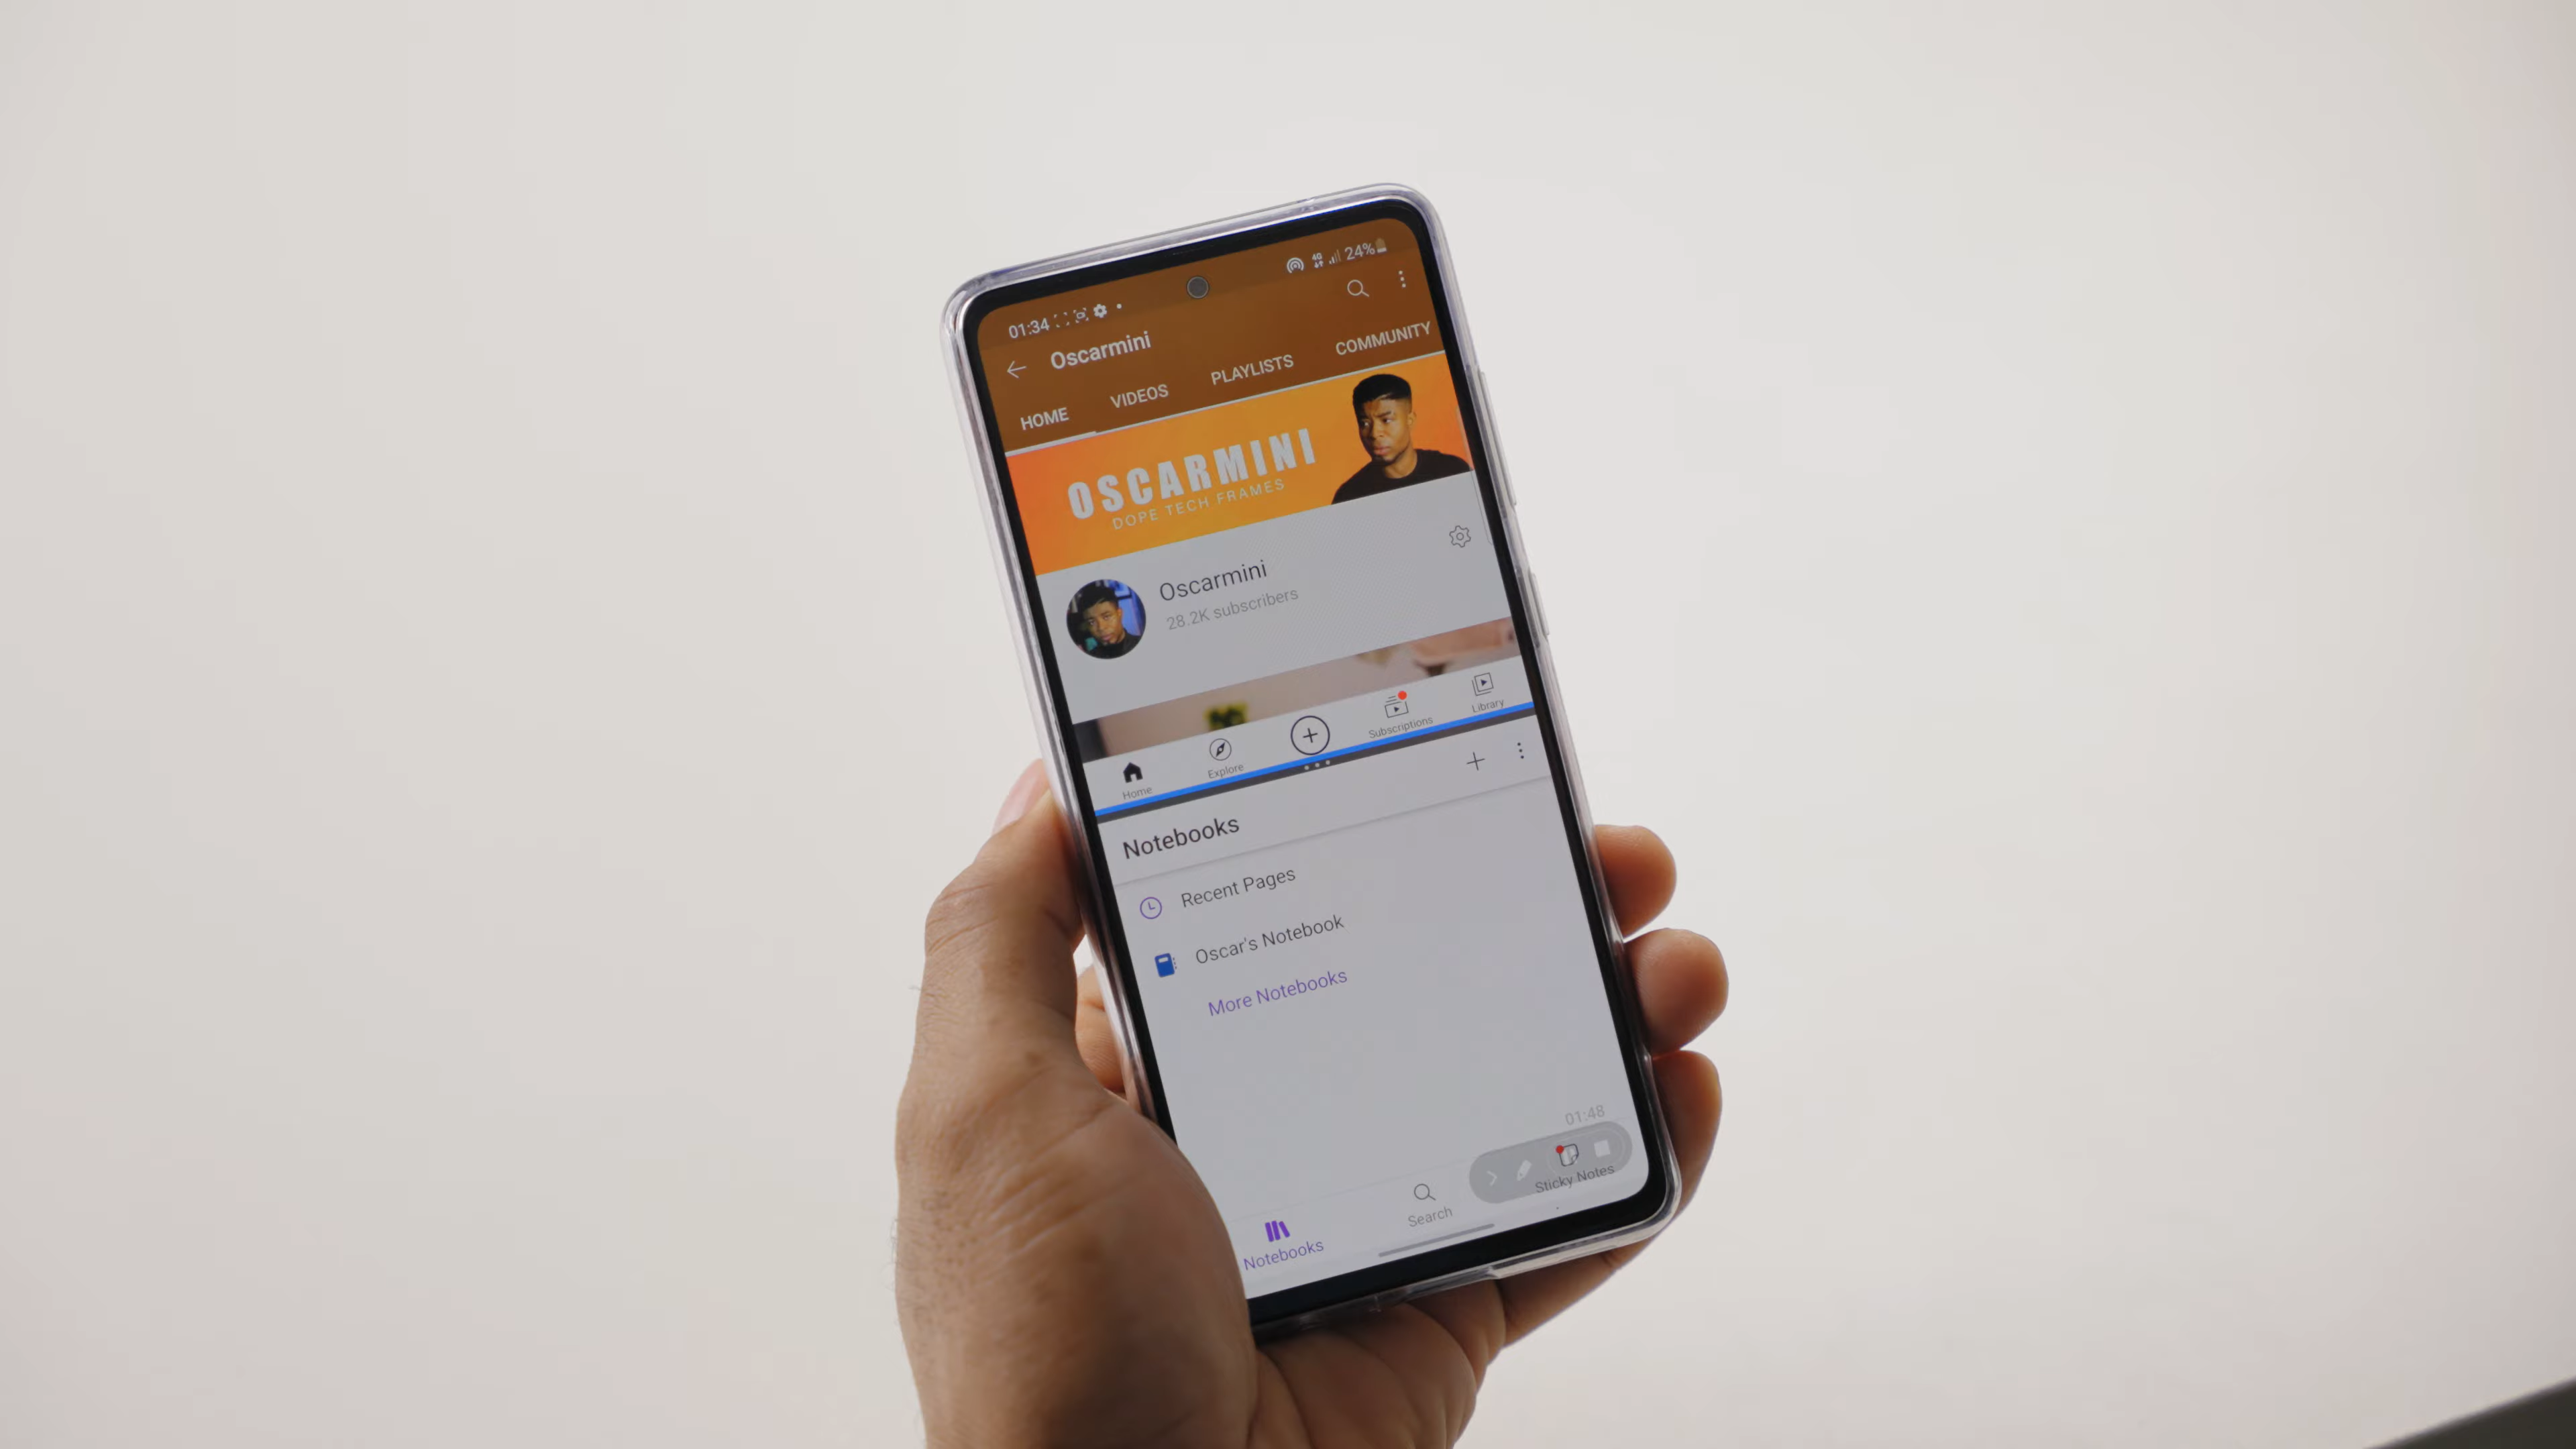 01:34
4G 24%
Oscarmini
HOME VIDEOS PLAYLISTS COMMUNITY
OSCARMINI
DOPE TECH FRAMES
Oscarmini
28.2K subscribers
Home Explore Subscriptions Library
Notebooks
Recent Pages
Oscar's Notebook
More Notebooks
01:48
Notebooks Search Sticky Notes